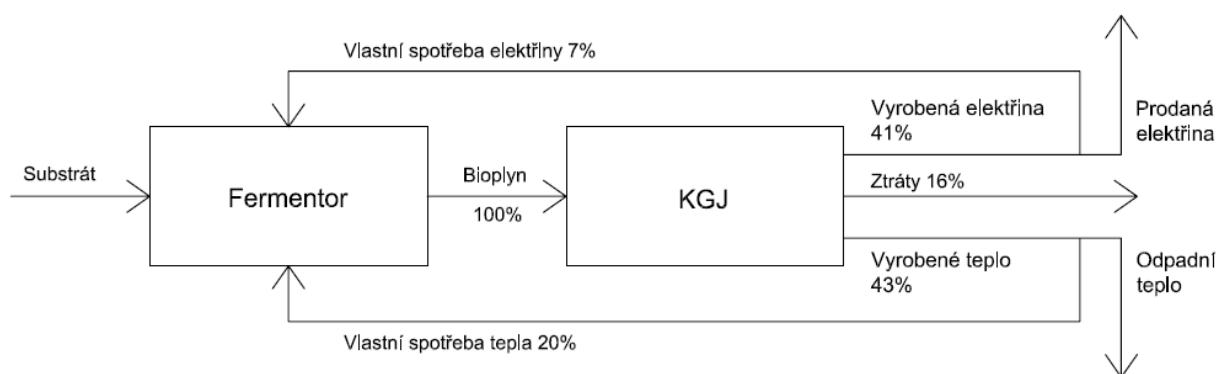 Vlastní spotřeba elektřiny 7%
Vyrobená elektřina
41%
Prodaná
elektřina
Substrát
Fermentor
Bioplyn
100%
KGJ
Ztráty 16%
Vyrobené teplo
43%
Odpadní
teplo
Vlastní spotřeba tepla 20%